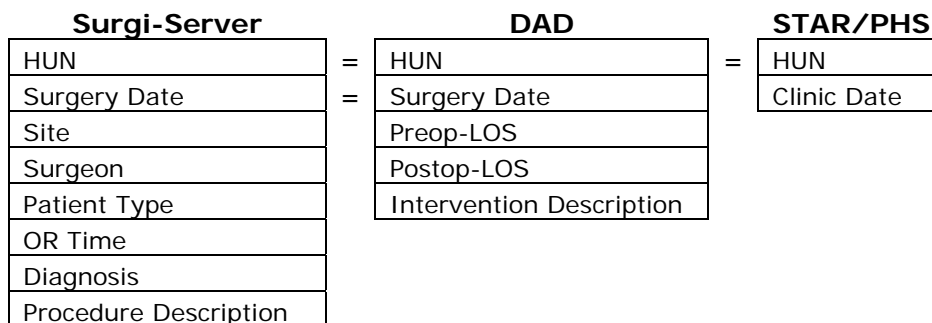 Surgi-Server DAD STAR/PHS
HUN = HUN = HUN
Surgery Date = Surgery Date Clinic Date
Site Preop-LOS
Surgeon Postop-LOS
Patient Type Intervention Description
OR Time
Diagnosis
Procedure Description